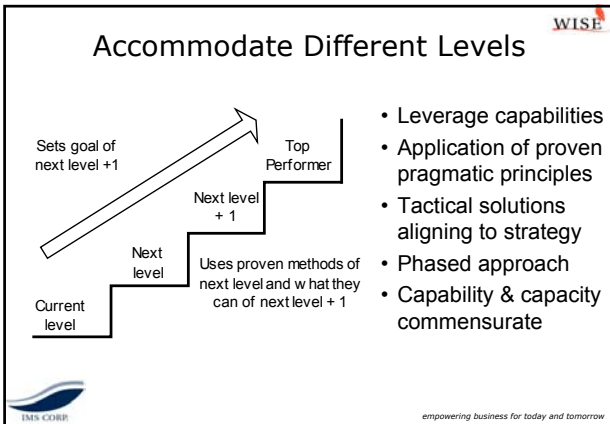 WISE
Accommodate Different Levels
Sets goal of
next level +1
Top
Performer
Next level
+ 1
Next
level
Current
level
Uses proven methods of
next level and w hat they
can of next level + 1
• Leverage capabilities
• Application of proven
pragmatic principles
• Tactical solutions
aligning to strategy
• Phased approach
• Capability & capacity
commensurate
IMS CORP.
empowering business for today and tomorrow